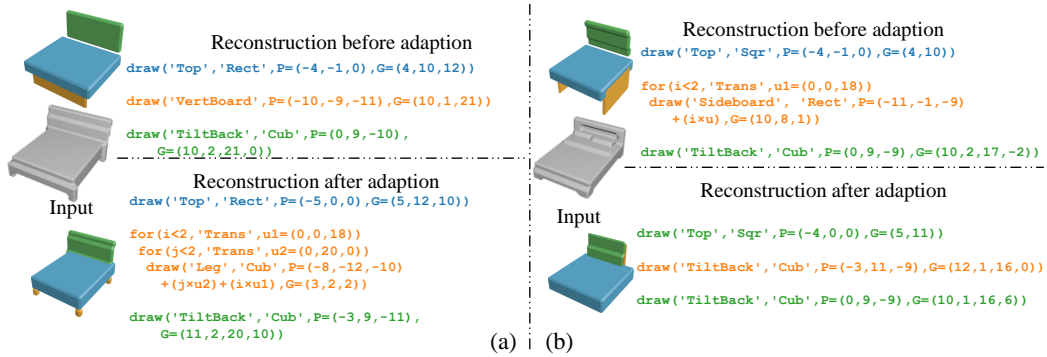 Reconstruction before adaption
draw('Top','Rect',P=(-4,-1,0),G=(4,10,12))
draw('VertBoard',P=(-10,-9,-11),G=(10,1,21))
draw('TiltBack','Cub',P=(0,9,-10),
G=(10,2,21,0))
Input
Reconstruction after adaption
draw('Top','Rect',P=(-5,0,0),G=(5,12,10))
for(i<2,'Trans',u1=(0,0,18))
for(j<2,'Trans',u2=(0,20,0))
draw('Leg','Cub',P=(-8,-12,-10)
+(j×u2)+(i×u1),G=(3,2,2))
draw('TiltBack','Cub',P=(-3,9,-11),
G=(11,2,20,10))
(a)
Reconstruction before adaption
draw('Top','Sqr',P=(-4,-1,0),G=(4,10))
for(i<2,'Trans',u1=(0,0,18))
draw('Sideboard', 'Rect',P=(-11,-1,-9)
+(i×u),G=(10,8,1))
draw('TiltBack','Cub',P=(0,9,-9),G=(10,2,17,-2))
Input
Reconstruction after adaption
draw('Top','Sqr',P=(-4,0,0),G=(5,11))
draw('TiltBack','Cub',P=(-3,11,-9),G=(12,1,16,0))
draw('TiltBack','Cub',P=(0,9,-9),G=(10,1,16,6))
(b)